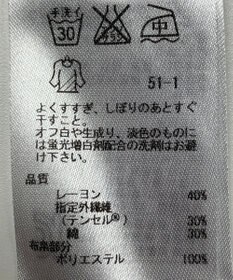 手洗イ
30
中
51-1
よくすすぎ、しぼりのあとすぐ
干すこと。
オフ白や生成り、淡色のものに
は蛍光増白剤配合の洗剤はお避
け下さい。
品質
レーヨン 40%
指定外繊維
(テンセル®) 30%
綿 30%
布帛部分
ポリエステル 100%